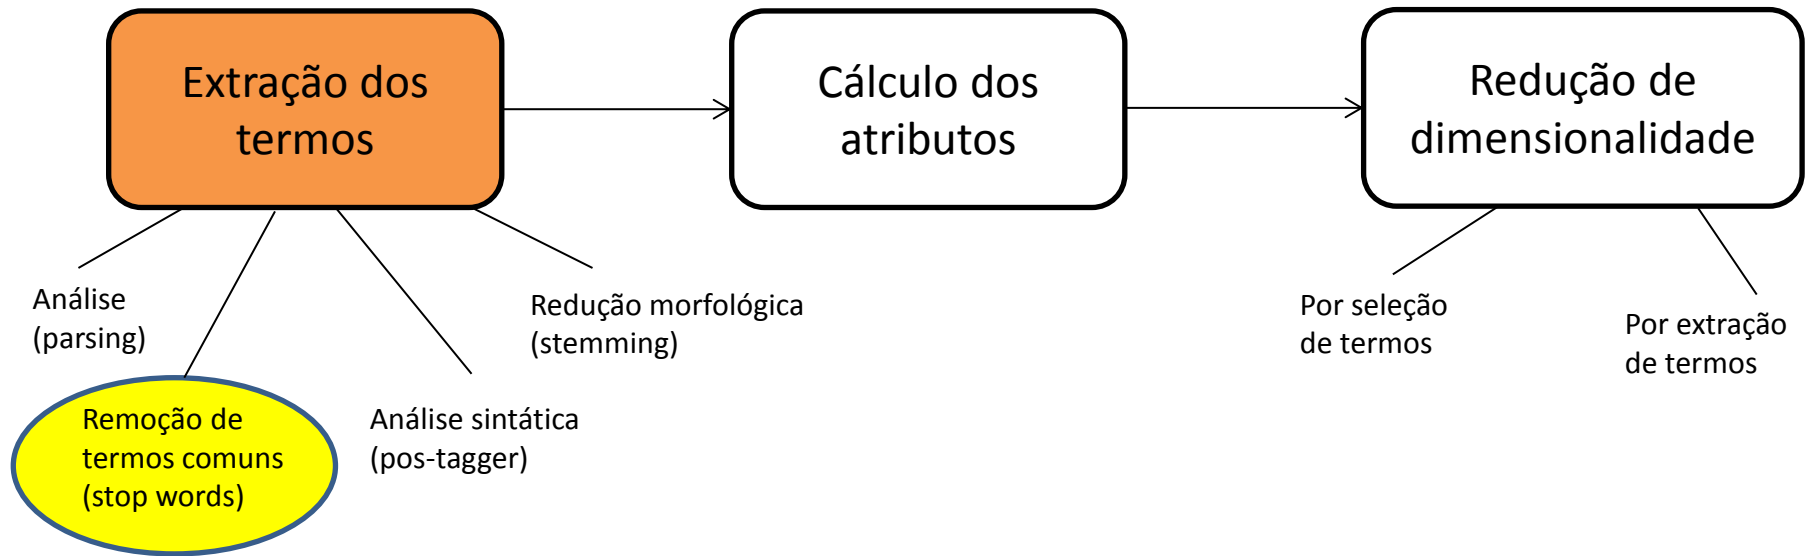 Extração dos
termos
Cálculo dos
atributos
Redução de
dimensionalidade
Análise
(parsing)
Remoção de
termos comuns
(stop words)
Análise sintática
(pos-tagger)
Redução morfológica
(stemming)
Por seleção
de termos
Por extração
de termos